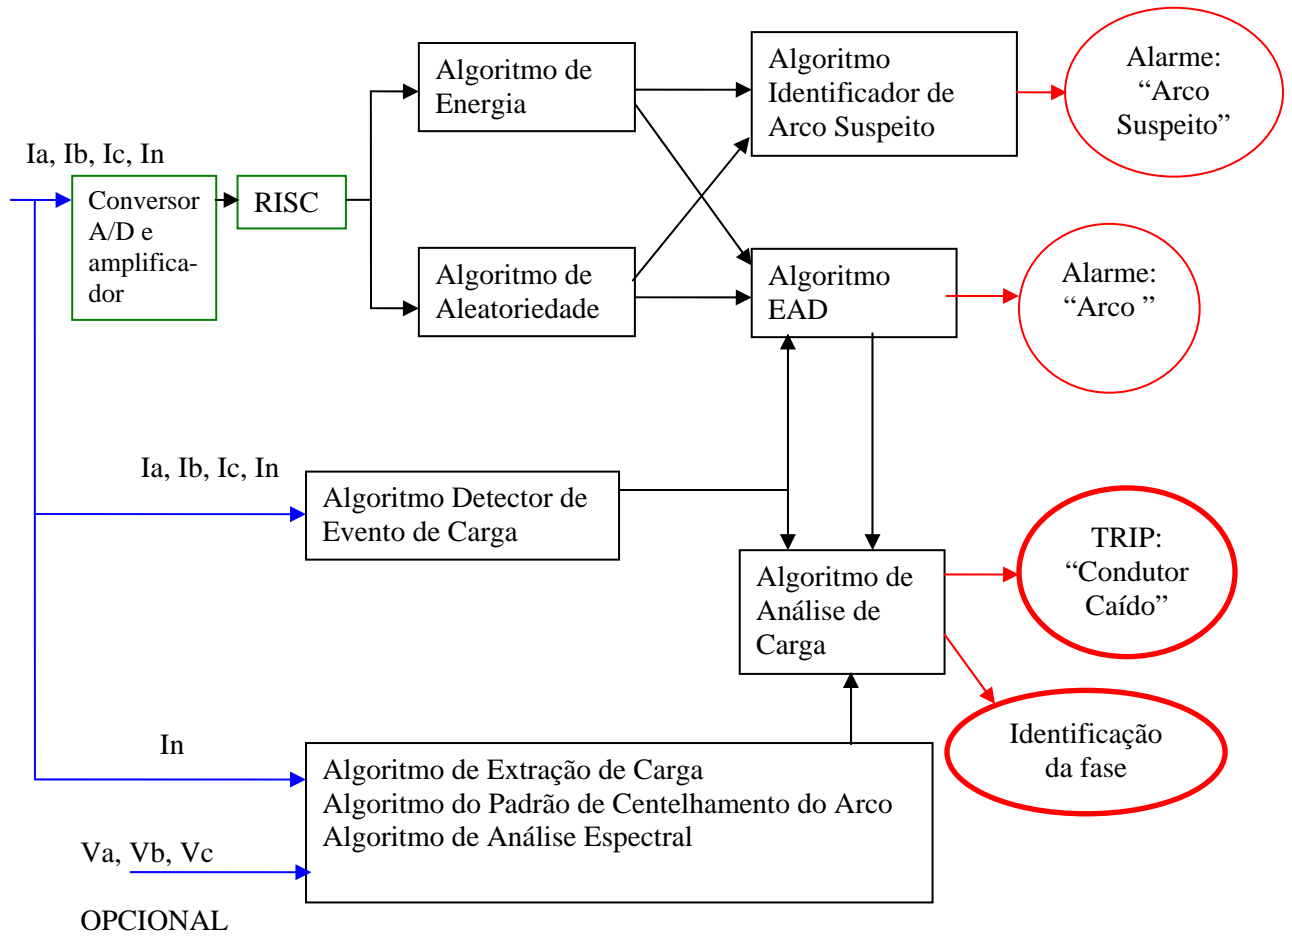 Algoritmo de
Energia
Algoritmo
Identificador de
Arco Suspeito
Alarme:
“Arco
Suspeito”
Ia, Ib, Ic, In
Conversor
A/D e
amplifica-
dor
RISC
Algoritmo de
Aleatoriedade
Algoritmo
EAD
Alarme:
“Arco ”
Ia, Ib, Ic, In
Algoritmo Detector de
Evento de Carga
Algoritmo de
Análise de
Carga
TRIP:
“Condutor
Caído”
Identificação
da fase
In
Algoritmo de Extração de Carga
Algoritmo do Padrão de Centelhamento do Arco
Algoritmo de Análise Espectral
Va, Vb, Vc
OPCIONAL